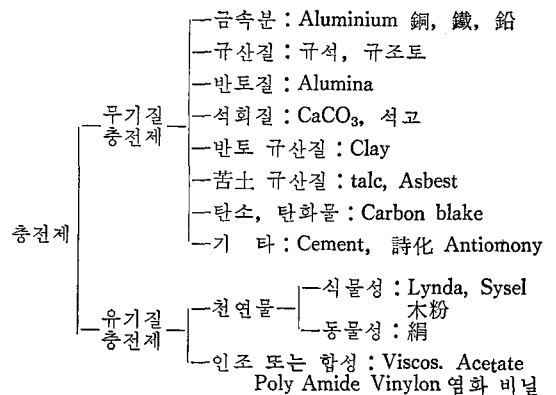 금속분 : Aluminium 銅, 鐵, 鉛
규산질 : 규석, 규조토
반토질 : Alumina
무기질 충전제
석회질 : CaCO₃, 석고
반토 규산질 : Clay
苦土 규산질 : talc, Asbest
탄소, 탄화물 : Carbon blake
충전제
기 타 : Cement, 詩化 Antiomony
식물성 : Lynda, Sysel
木粉
유기질 충전제
천연물
동물성 : 絹
인조 또는 합성 : Viscos. Acetate
Poly Amide Vinylon 염화 비닐